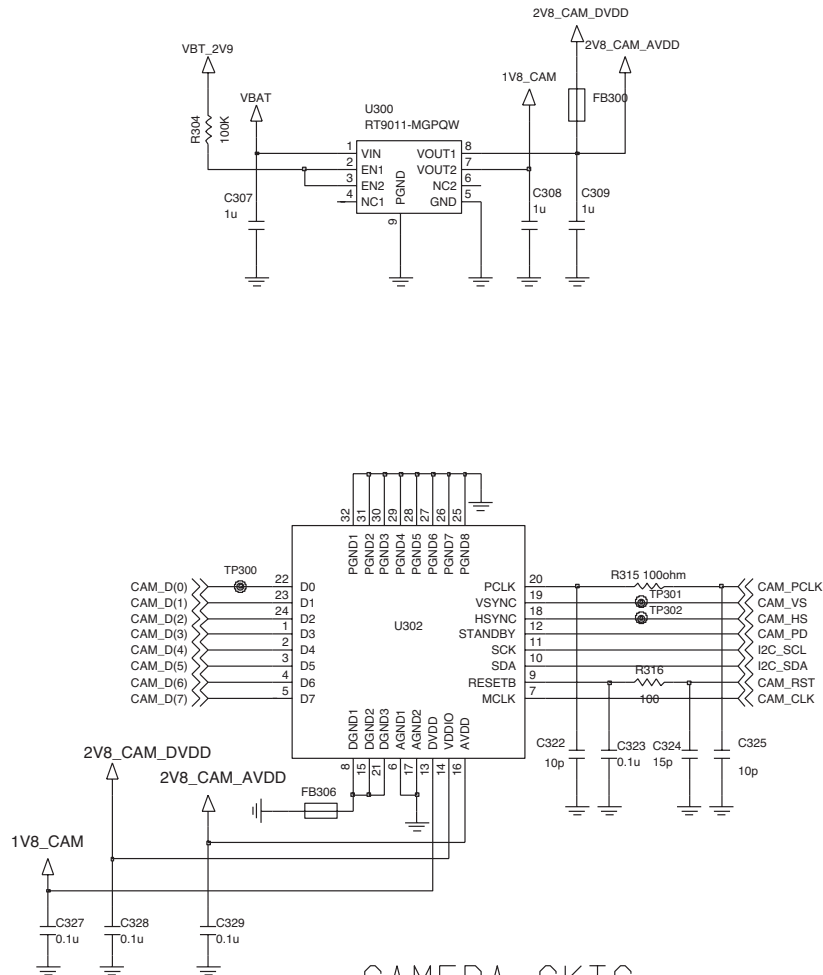 2V8_CAM_DVDD
VBT_2V9
2V8_CAM_AVDD
VBAT
1V8_CAM
U300
RT9011-MGPQW
FB300
R304
100K
1 VIN VOUT1 8
2 EN1 VOUT2 7
3 EN2 NC2 6
4 NC1 GND 5
PGND
9
C307
1u
C308
1u
C309
1u
32 31 30 29 28 27 26 25
PGND1 PGND2 PGND3 PGND4 PGND5 PGND6 PGND7 PGND8
TP300
CAM_D(0) 22 D0
CAM_D(1) 23 D1
CAM_D(2) 24 D2
CAM_D(3) 1 D3
CAM_D(4) 2 D4
CAM_D(5) 3 D5
CAM_D(6) 4 D6
CAM_D(7) 5 D7
U302
PCLK 20 R315 100ohm CAM_PCLK
VSYNC 19 TP301 CAM_VS
HSYNC 18 TP302 CAM_HS
STANDBY 12 CAM_PD
SCK 11 I2C_SCL
SDA 10 I2C_SDA
RESETB 9 R316 CAM_RST
MCLK 7 100 CAM_CLK
DGND1 DGND2 DGND3 AGND1 AGND2 DVDD VDDIO AVDD
8 15 21 6 17 13 14 16
C322
10p
C323
0.1u
C324
15p
C325
10p
2V8_CAM_DVDD
2V8_CAM_AVDD
FB306
1V8_CAM
C327
0.1u
C328
0.1u
C329
0.1u
CAMERA CKTS